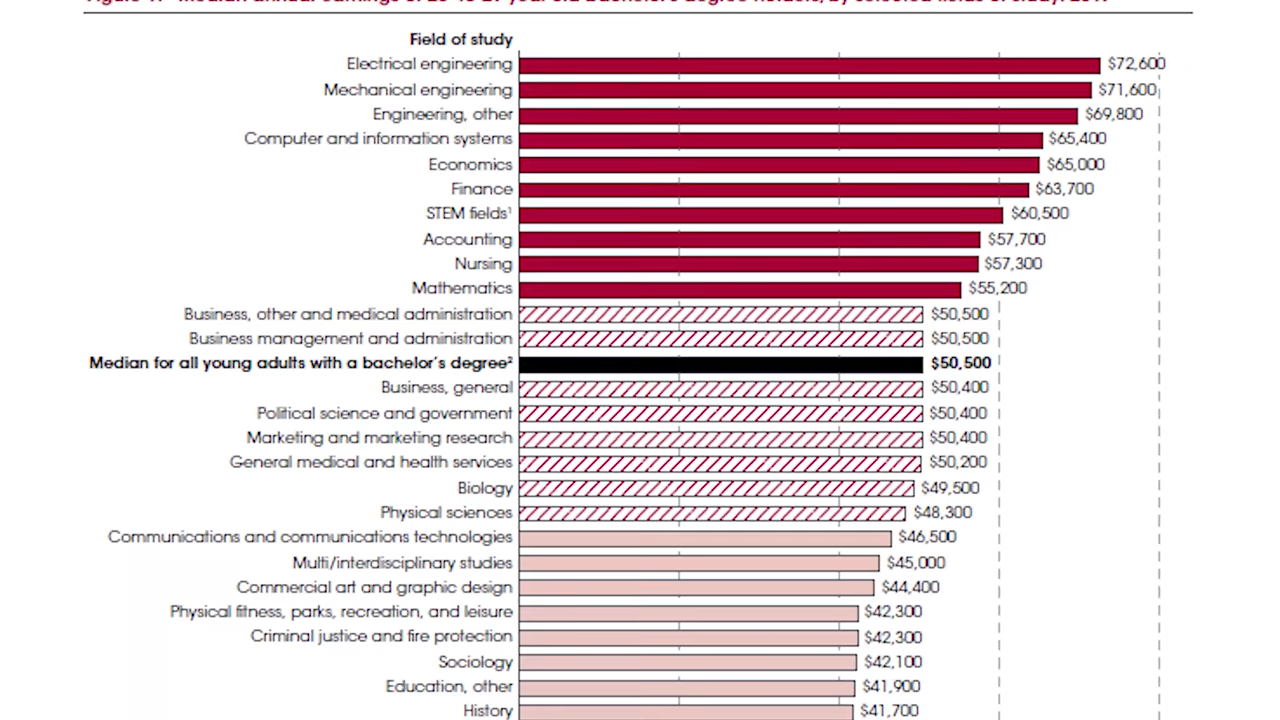 Field of study
Electrical engineering $72,600
Mechanical engineering $71,600
Engineering, other $69,800
Computer and information systems $65,400
Economics $65,000
Finance $63,700
STEM fields¹ $60,500
Accounting $57,700
Nursing $57,300
Mathematics $55,200
Business, other and medical administration $50,500
Business management and administration $50,500
Median for all young adults with a bachelor's degree² $50,500
Business, general $50,400
Political science and government $50,400
Marketing and marketing research $50,400
General medical and health services $50,200
Biology $49,500
Physical sciences $48,300
Communications and communications technologies $46,500
Multi/interdisciplinary studies $45,000
Commercial art and graphic design $44,400
Physical fitness, parks, recreation, and leisure $42,300
Criminal justice and fire protection $42,300
Sociology $42,100
Education, other $41,900
History $41,700